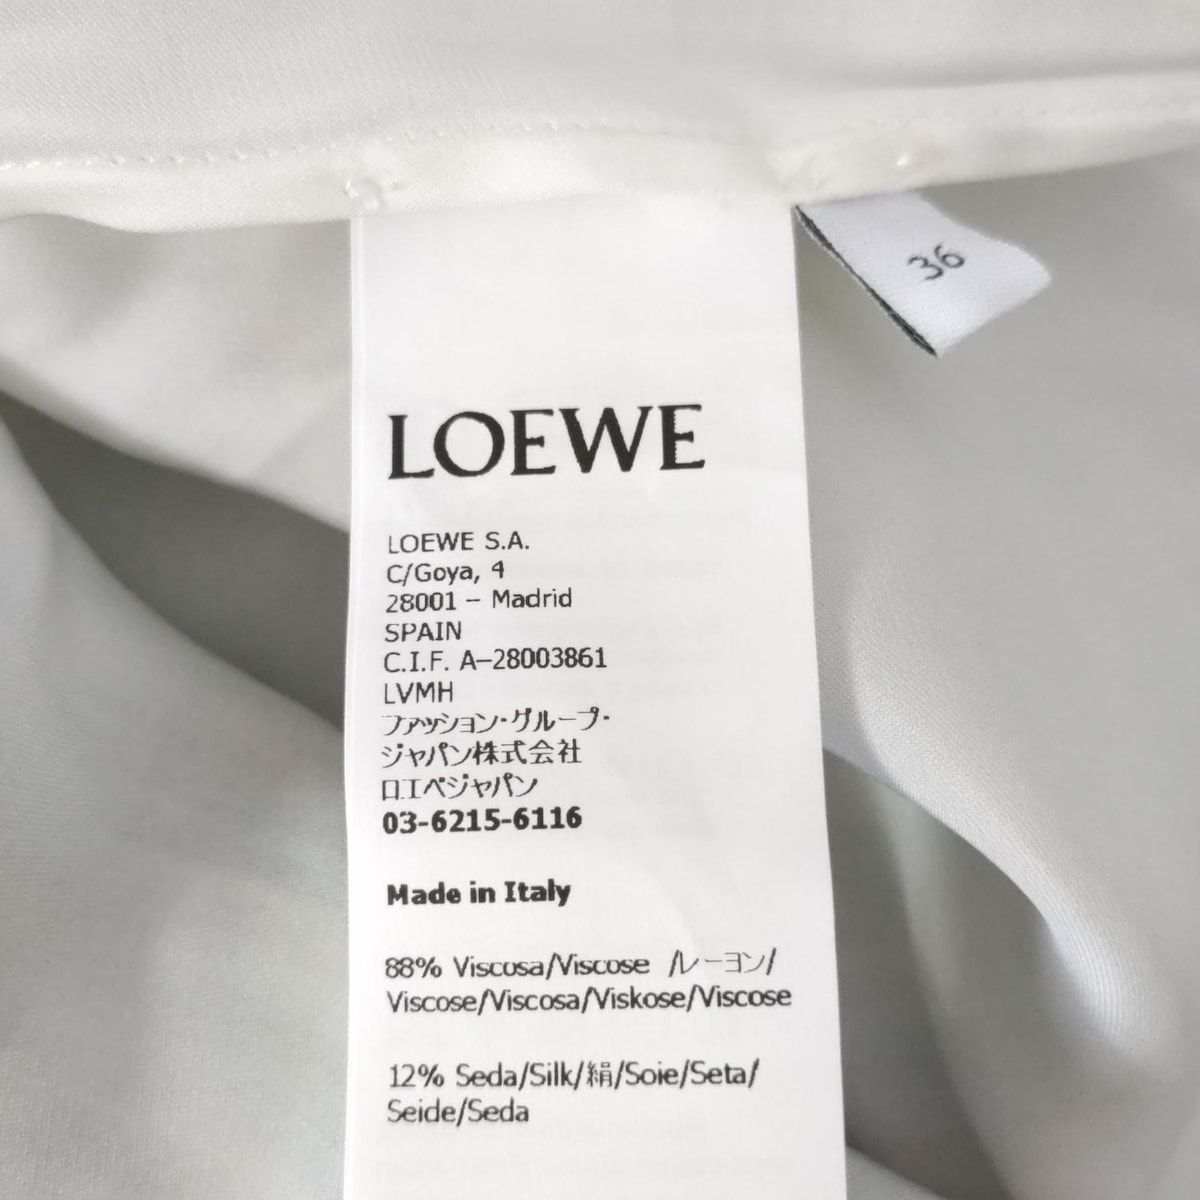 36
LOEWE
LOEWE S.A.
C/Goya, 4
28001 – Madrid
SPAIN
C.I.F. A–28003861
LVMH
ファッション・グループ・
ジャパン株式会社
ロエベジャパン
03-6215-6116
Made in Italy
88% Viscosa/Viscose /レーヨン/
Viscose/Viscosa/Viskose/Viscose
12% Seda/Silk/絹/Soie/Seta/
Seide/Seda